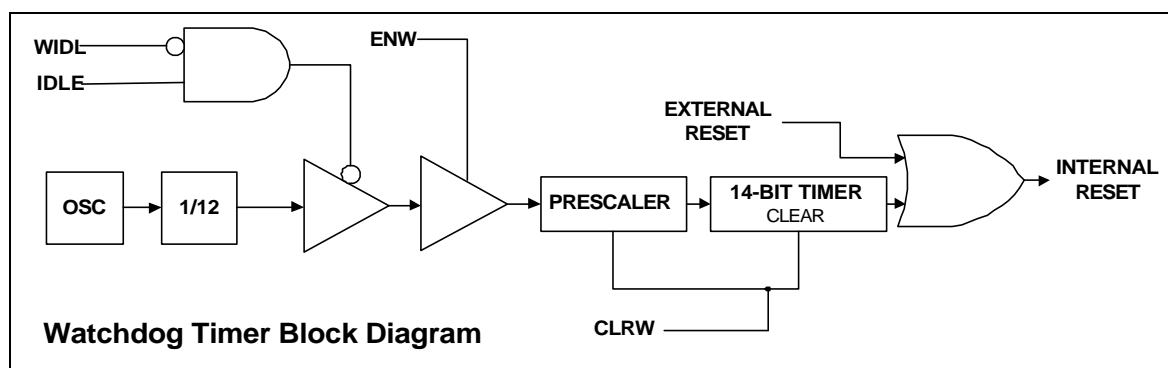 WIDL
IDLE
ENW
EXTERNAL
RESET
INTERNAL
RESET
OSC
1/12
PRESCALER
14-BIT TIMER
CLEAR
CLRW
Watchdog Timer Block Diagram